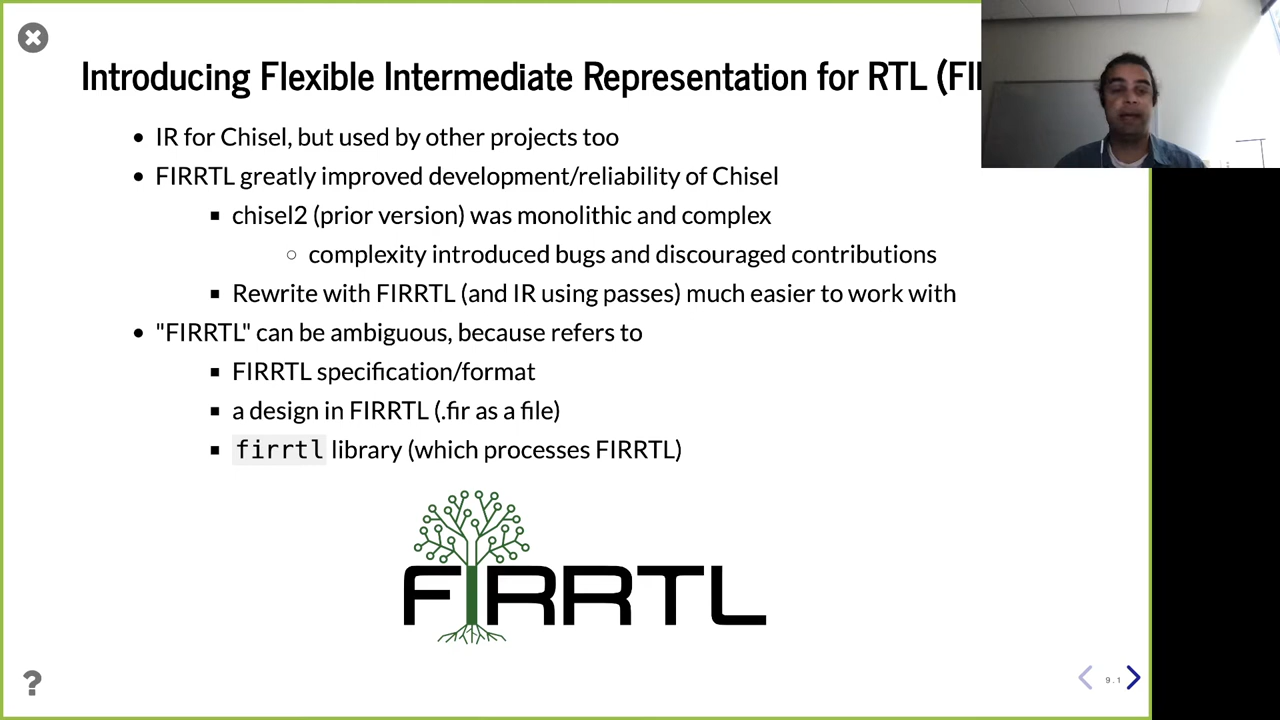 Introducing Flexible Intermediate Representation for RTL (FI
IR for Chisel, but used by other projects too
FIRRTL greatly improved development/reliability of Chisel
chisel2 (prior version) was monolithic and complex
complexity introduced bugs and discouraged contributions
Rewrite with FIRRTL (and IR using passes) much easier to work with
"FIRRTL" can be ambiguous, because refers to
FIRRTL specification/format
a design in FIRRTL (.fir as a file)
firrtl library (which processes FIRRTL)
FIRRTL
?
9.1